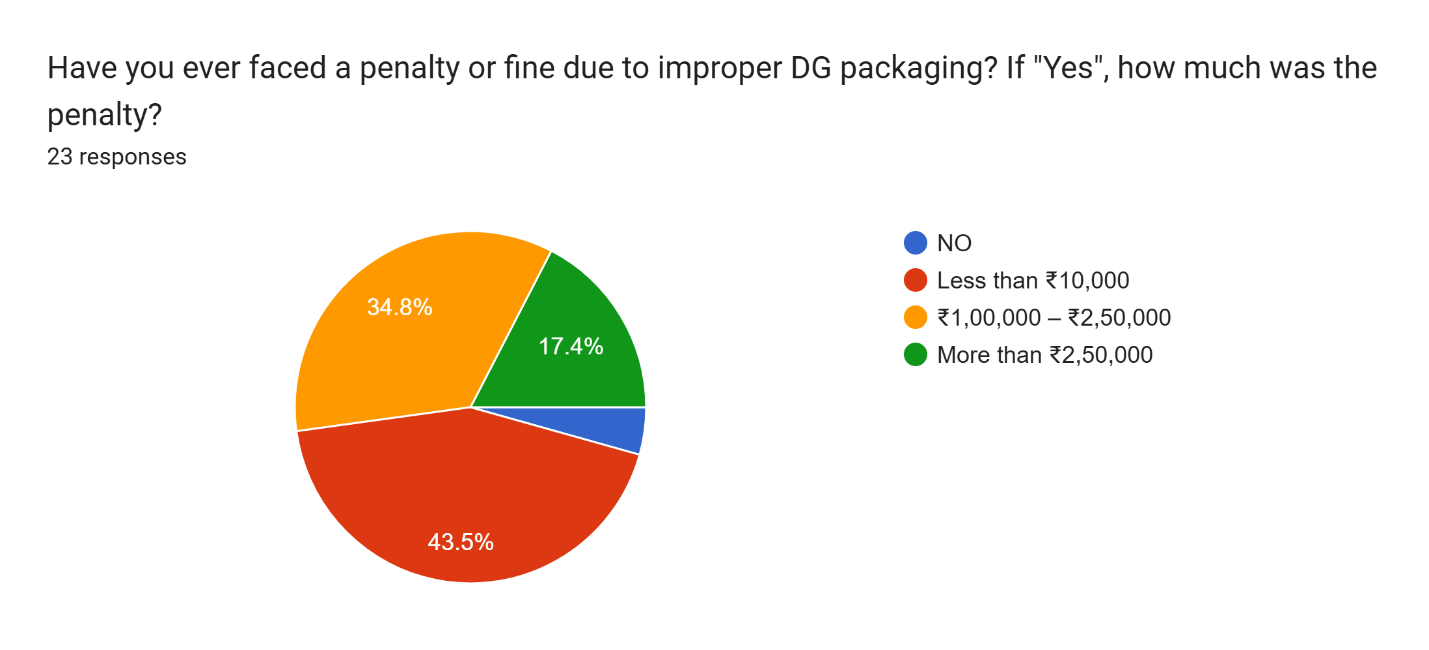 Have you ever faced a penalty or fine due to improper DG packaging? If "Yes", how much was the
penalty?
23 responses
34.8%
17.4%
43.5%
NO
Less than ₹10,000
₹1,00,000 – ₹2,50,000
More than ₹2,50,000